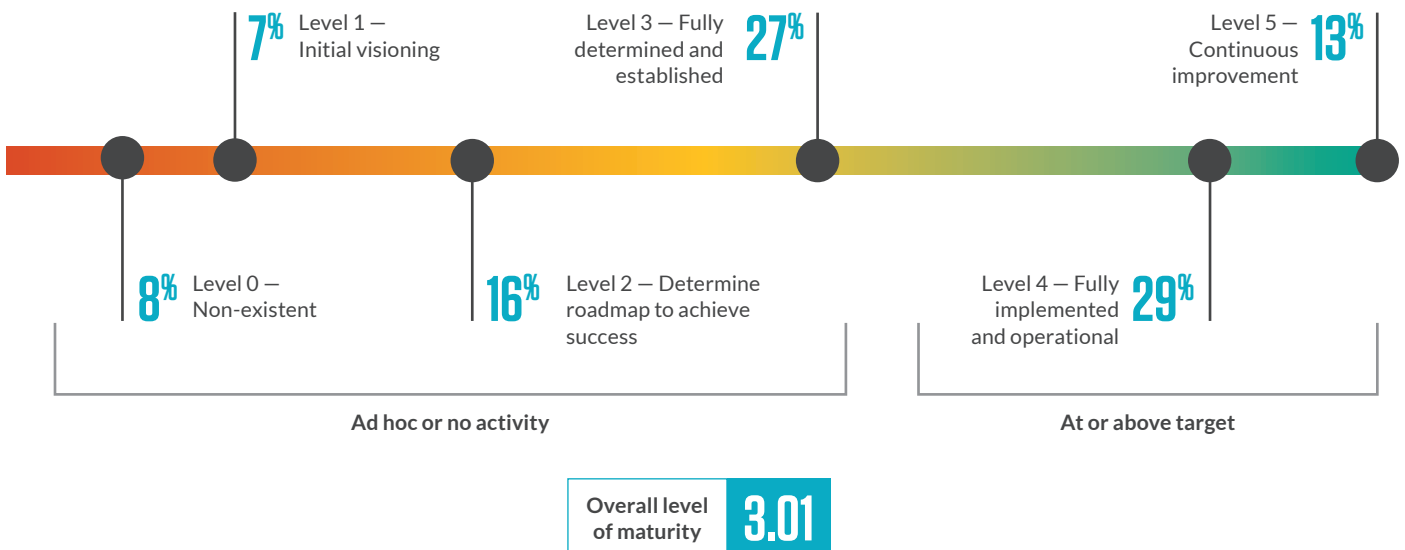 7%
Level 1 —
Initial visioning
Level 3 — Fully
determined and
established
27%
Level 5 —
Continuous
improvement
13%
8%
Level 0 —
Non-existent
16%
Level 2 — Determine
roadmap to achieve
success
Level 4 — Fully
implemented
and operational
29%
Ad hoc or no activity
At or above target
Overall level
of maturity
3.01